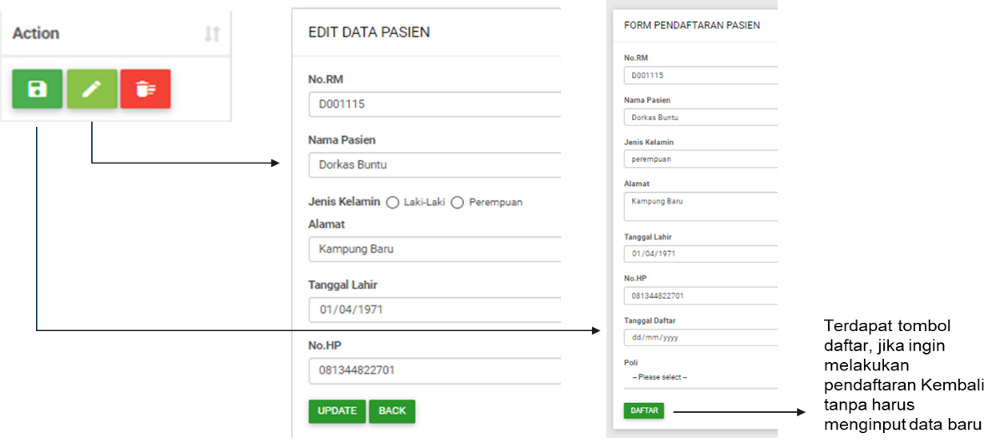 Action
EDIT DATA PASIEN
No.RM
D001115
Nama Pasien
Dorkas Buntu
Jenis Kelamin Laki-Laki Perempuan
Alamat
Kampung Baru
Tanggal Lahir
01/04/1971
No.HP
081344822701
UPDATE BACK
FORM PENDAFTARAN PASIEN
No.RM
D001115
Nama Pasien
Dorkas Buntu
Jenis Kelamin
perempuan
Alamat
Kampung Baru
Tanggal Lahir
01/04/1971
No.HP
081344822701
Tanggal Daftar
dd/mm/yyyy
Poli
-- Please select --
DAFTAR
Terdapat tombol
daftar, jika ingin
melakukan
pendaftaran Kembali
tanpa harus
menginput data baru